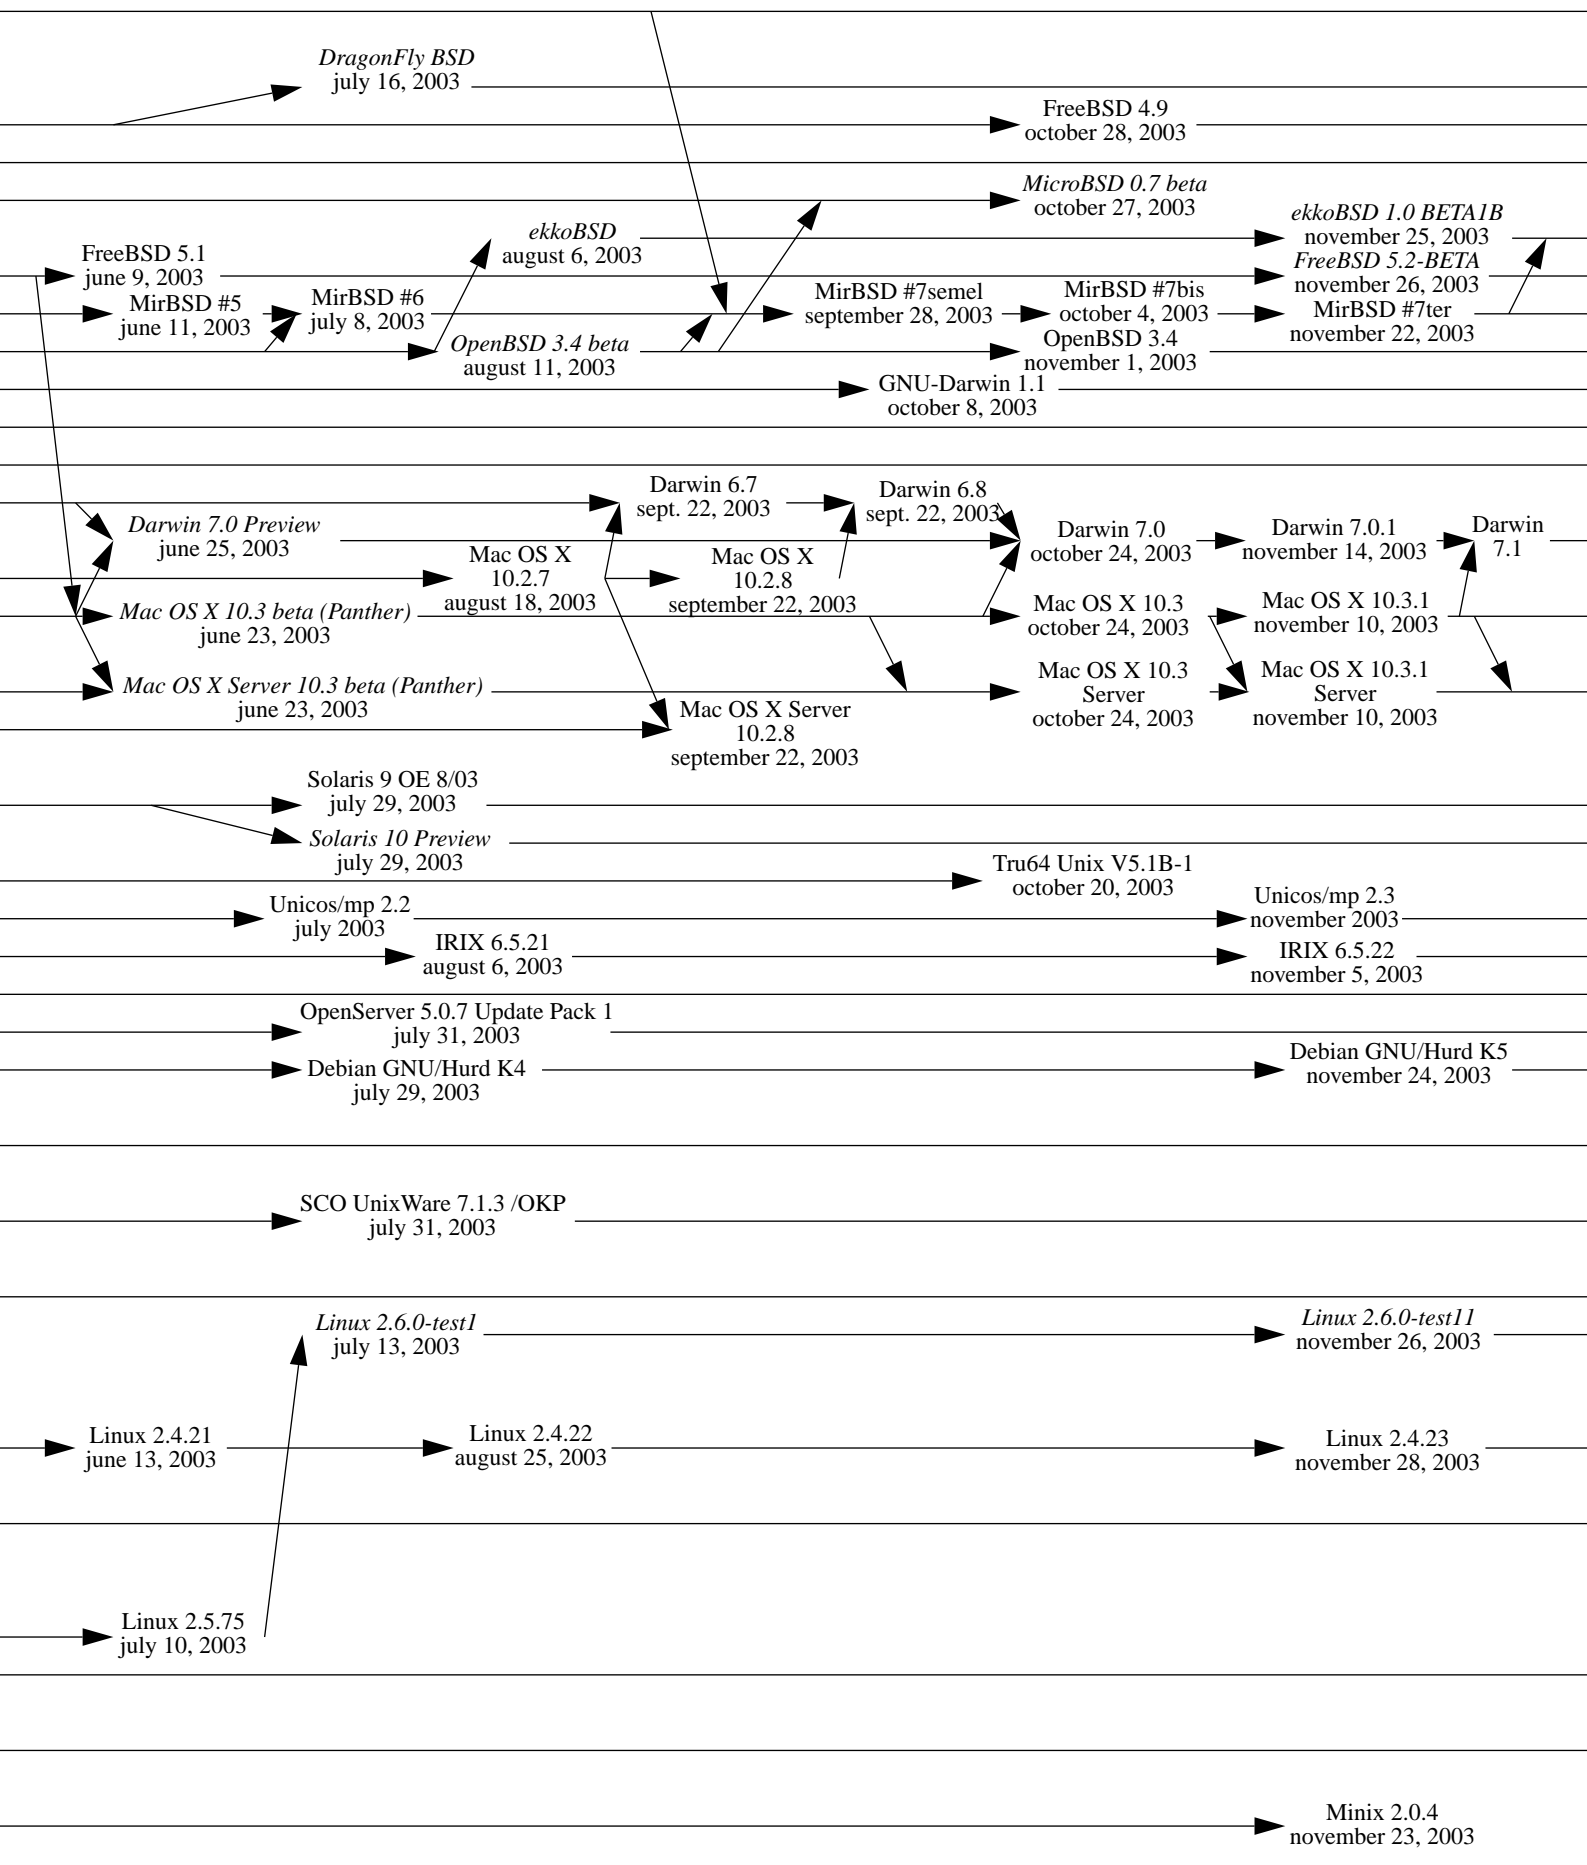 DragonFly BSD
july 16, 2003
FreeBSD 4.9
october 28, 2003
MicroBSD 0.7 beta
october 27, 2003
ekkoBSD
august 6, 2003
ekkoBSD 1.0 BETA1B
november 25, 2003
FreeBSD 5.1
june 9, 2003
FreeBSD 5.2-BETA
november 26, 2003
MirBSD #5
june 11, 2003
MirBSD #6
july 8, 2003
MirBSD #7semel
september 28, 2003
MirBSD #7bis
october 4, 2003
MirBSD #7ter
november 22, 2003
OpenBSD 3.4 beta
august 11, 2003
OpenBSD 3.4
november 1, 2003
GNU-Darwin 1.1
october 8, 2003
Darwin 6.7
sept. 22, 2003
Darwin 6.8
sept. 22, 2003
Darwin 7.0 Preview
june 25, 2003
Darwin 7.0
october 24, 2003
Darwin 7.0.1
november 14, 2003
Darwin
7.1
Mac OS X
10.2.7
august 18, 2003
Mac OS X
10.2.8
september 22, 2003
Mac OS X 10.3 beta (Panther)
june 23, 2003
Mac OS X 10.3
october 24, 2003
Mac OS X 10.3.1
november 10, 2003
Mac OS X Server 10.3 beta (Panther)
june 23, 2003
Mac OS X 10.3
Server
october 24, 2003
Mac OS X 10.3.1
Server
november 10, 2003
Mac OS X Server
10.2.8
september 22, 2003
Solaris 9 OE 8/03
july 29, 2003
Solaris 10 Preview
july 29, 2003
Tru64 Unix V5.1B-1
october 20, 2003
Unicos/mp 2.2
july 2003
Unicos/mp 2.3
november 2003
IRIX 6.5.21
august 6, 2003
IRIX 6.5.22
november 5, 2003
OpenServer 5.0.7 Update Pack 1
july 31, 2003
Debian GNU/Hurd K4
july 29, 2003
Debian GNU/Hurd K5
november 24, 2003
SCO UnixWare 7.1.3 /OKP
july 31, 2003
Linux 2.6.0-test1
july 13, 2003
Linux 2.6.0-test11
november 26, 2003
Linux 2.4.21
june 13, 2003
Linux 2.4.22
august 25, 2003
Linux 2.4.23
november 28, 2003
Linux 2.5.75
july 10, 2003
Minix 2.0.4
november 23, 2003